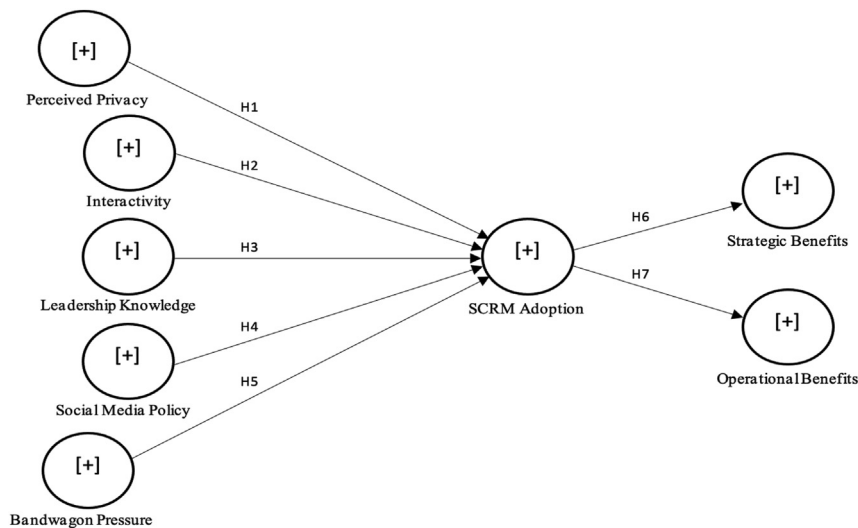 [+]
Perceived Privacy
H1
[+]
Interactivity
H2
[+]
Leadership Knowledge
H3
[+]
Social Media Policy
H4
[+]
Bandwagon Pressure
H5
[+]
SCRM Adoption
H6
[+]
Strategic Benefits
H7
[+]
Operational Benefits